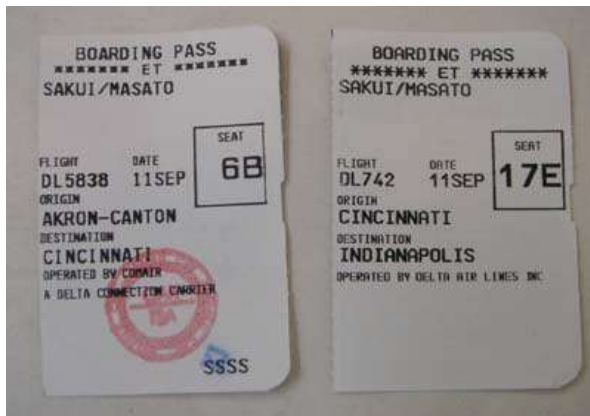 BOARDING PASS
******* ET *******
SAKUI/MASATO
SEAT
6B
FLIGHT DATE
DL5838 11SEP
ORIGIN
AKRON-CANTON
DESTINATION
CINCINNATI
OPERATED BY COMAIR
A DELTA CONNECTION CARRIER
SSSS
BOARDING PASS
******* ET *******
SAKUI/MASATO
SEAT
17E
FLIGHT DATE
DL742 11SEP
ORIGIN
CINCINNATI
DESTINATION
INDIANAPOLIS
OPERATED BY DELTA AIR LINES INC